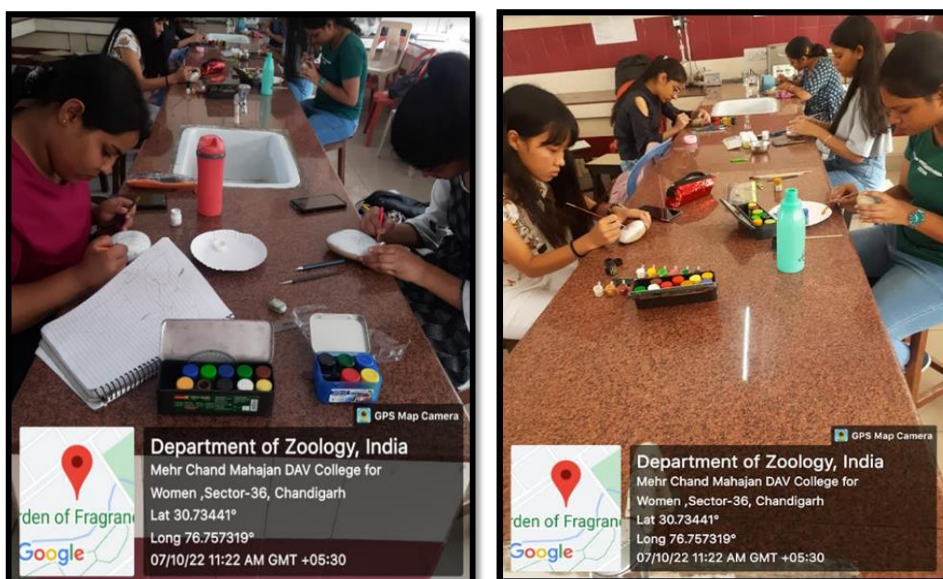 GPS Map Camera
Department of Zoology, India
Mehr Chand Mahajan DAV College for
Women ,Sector-36, Chandigarh
Lat 30.73441°
Long 76.757319°
07/10/22 11:22 AM GMT +05:30
rden of Fragran
Google
GPS Map Camera
Department of Zoology, India
Mehr Chand Mahajan DAV College for
Women ,Sector-36, Chandigarh
Lat 30.73441°
Long 76.757319°
07/10/22 11:22 AM GMT +05:30
rden of Fragran
Google